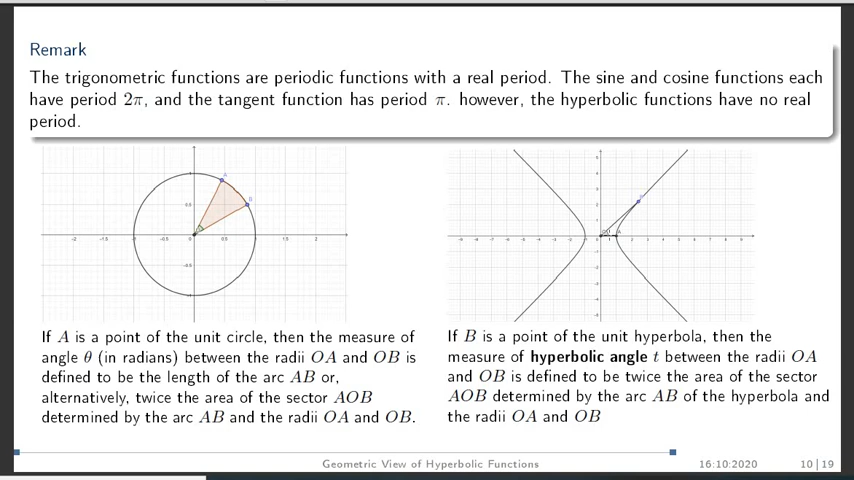 Remark
The trigonometric functions are periodic functions with a real period. The sine and cosine functions each
have period 2π, and the tangent function has period π. however, the hyperbolic functions have no real
period.
If A is a point of the unit circle, then the measure of
angle θ (in radians) between the radii OA and OB is
defined to be the length of the arc AB or,
alternatively, twice the area of the sector AOB
determined by the arc AB and the radii OA and OB.
If B is a point of the unit hyperbola, then the
measure of hyperbolic angle t between the radii OA
and OB is defined to be twice the area of the sector
AOB determined by the arc AB of the hyperbola and
the radii OA and OB
Geometric View of Hyperbolic Functions 16:10:2020 10|19